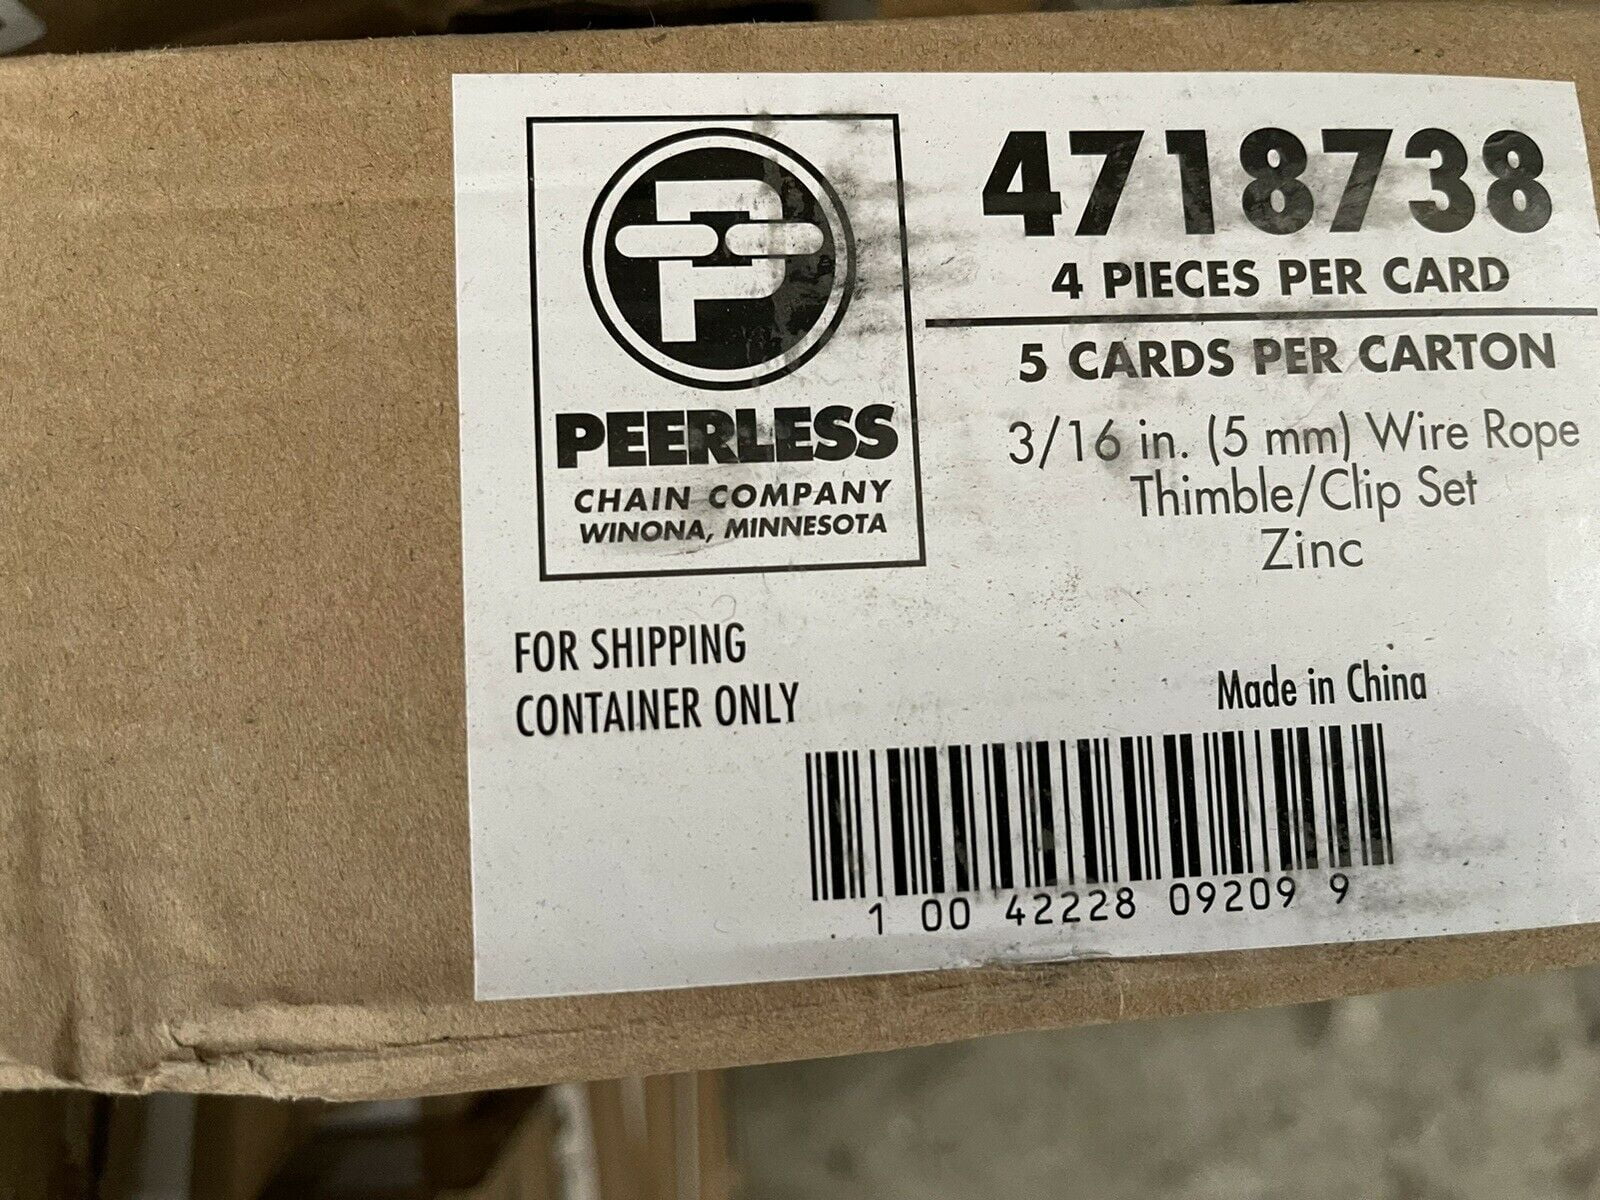 PEERLESS
CHAIN COMPANY
WINONA, MINNESOTA
4718738
4 PIECES PER CARD
5 CARDS PER CARTON
3/16 in. (5 mm) Wire Rope
Thimble/Clip Set
Zinc
FOR SHIPPING
CONTAINER ONLY
Made in China
1 00 42228 09209 9